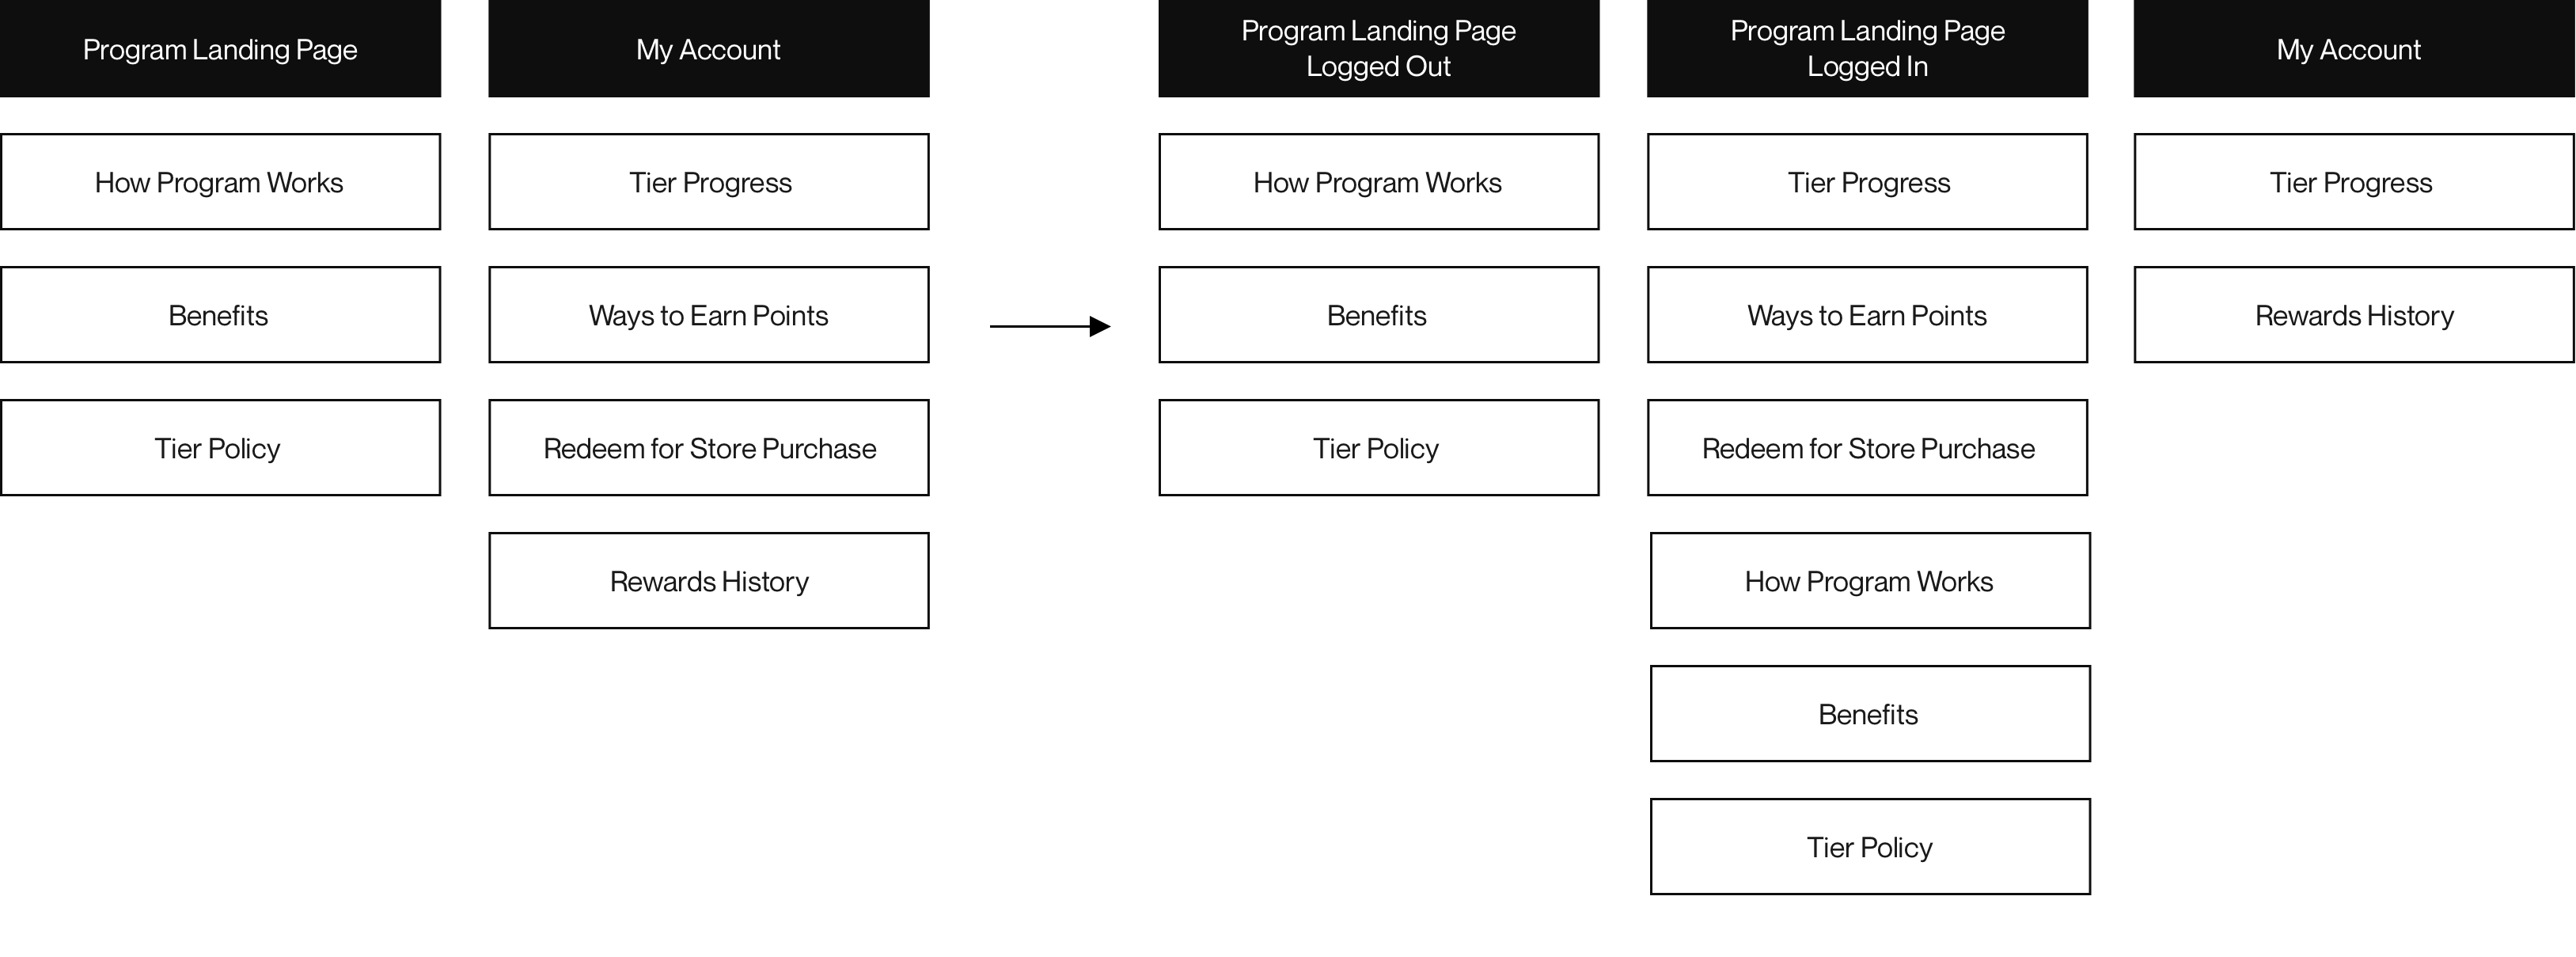 Program Landing Page
How Program Works
Benefits
Tier Policy
My Account
Tier Progress
Ways to Earn Points
Redeem for Store Purchase
Rewards History
Program Landing Page
Logged Out
How Program Works
Benefits
Tier Policy
Program Landing Page
Logged In
Tier Progress
Ways to Earn Points
Redeem for Store Purchase
How Program Works
Benefits
Tier Policy
My Account
Tier Progress
Rewards History